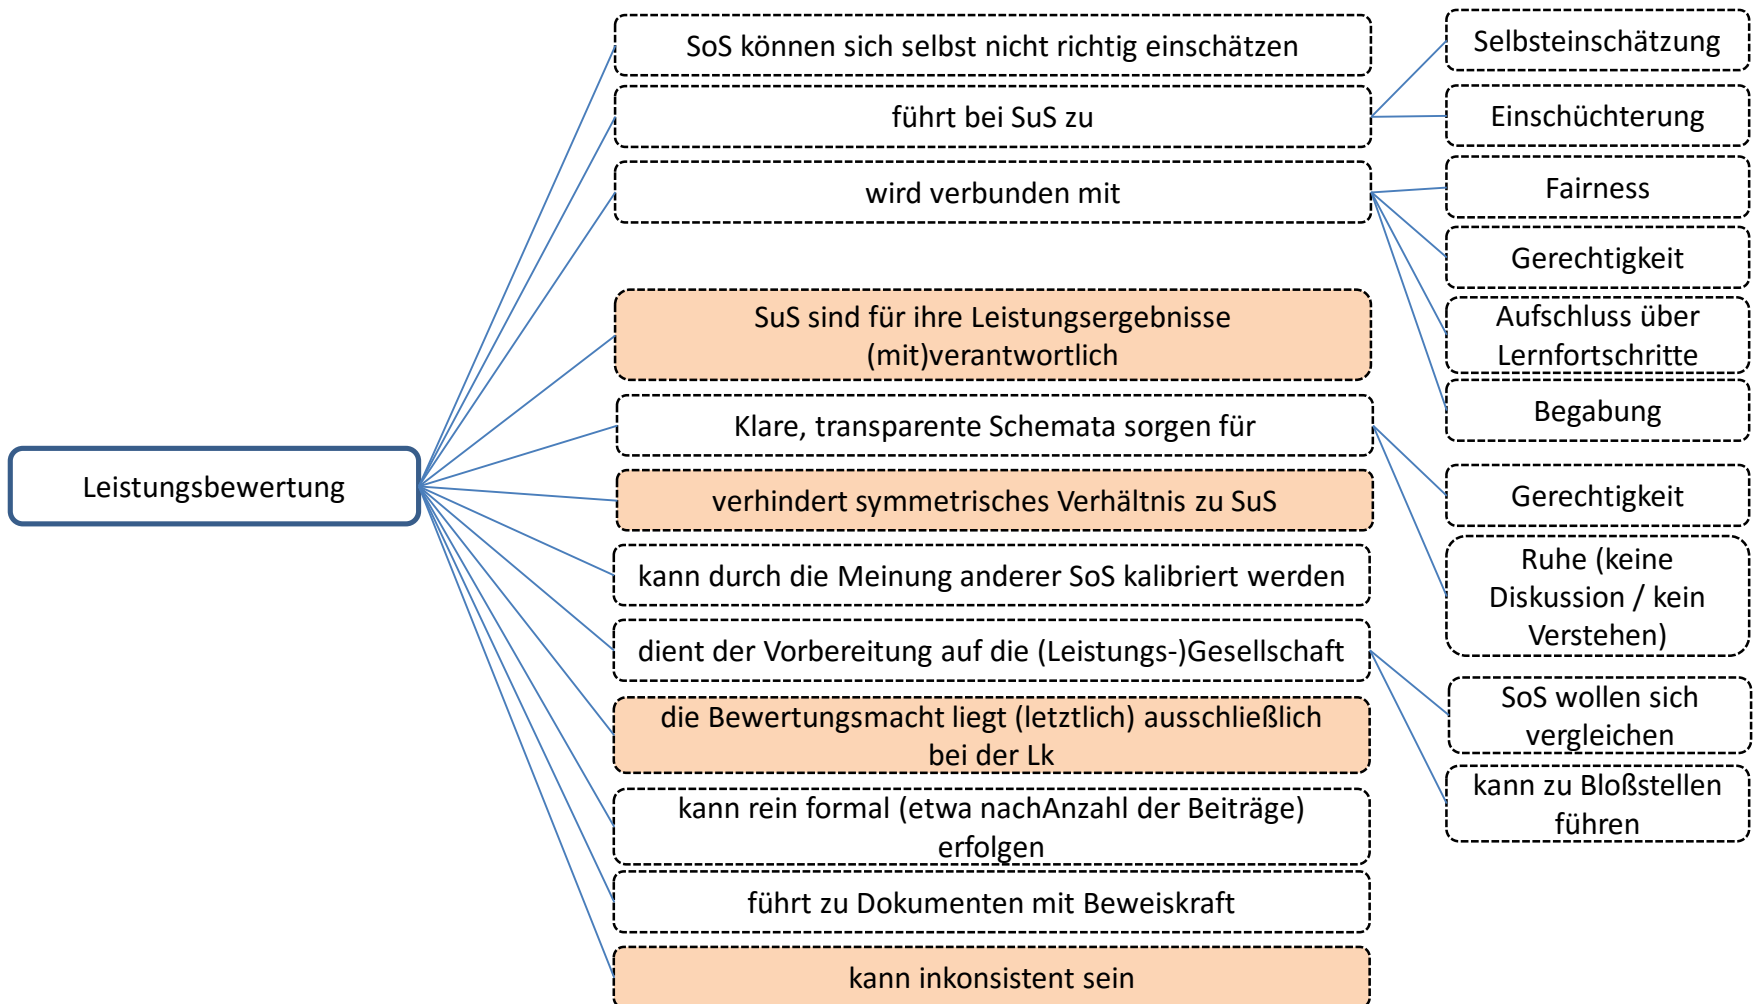 Leistungsbewertung
SoS können sich selbst nicht richtig einschätzen
führt bei SuS zu
Selbsteinschätzung
Einschüchterung
wird verbunden mit
Fairness
Gerechtigkeit
Aufschluss über
Lernfortschritte
Begabung
SuS sind für ihre Leistungsergebnisse
(mit)verantwortlich
Klare, transparente Schemata sorgen für
Gerechtigkeit
Ruhe (keine
Diskussion / kein
Verstehen)
verhindert symmetrisches Verhältnis zu SuS
kann durch die Meinung anderer SoS kalibriert werden
dient der Vorbereitung auf die (Leistungs-)Gesellschaft
SoS wollen sich
vergleichen
kann zu Bloßstellen
führen
die Bewertungsmacht liegt (letztlich) ausschließlich
bei der Lk
kann rein formal (etwa nachAnzahl der Beiträge)
erfolgen
führt zu Dokumenten mit Beweiskraft
kann inkonsistent sein